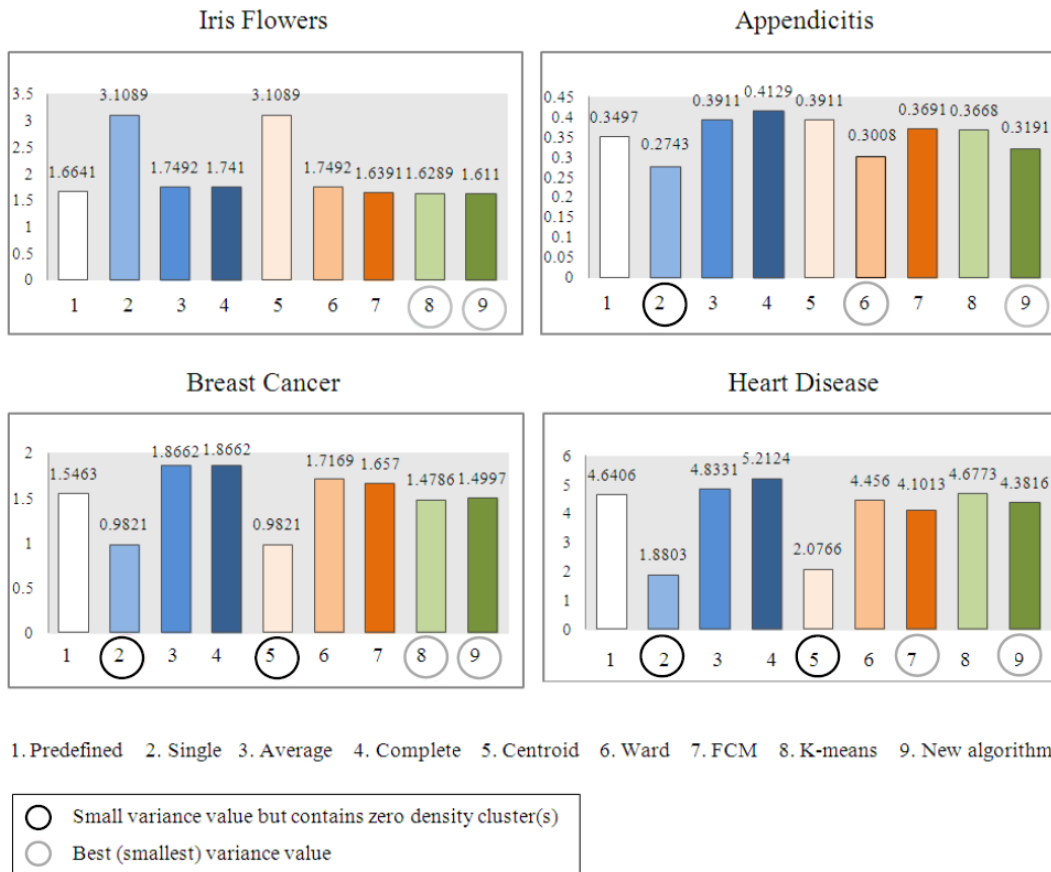 Iris Flowers
3.5
3
2.5
2
1.5
1
0.5
0
1.6641 3.1089 1.7492 1.741 3.1089 1.7492 1.6391 1.6289 1.611
1 2 3 4 5 6 7 8 9
Appendicitis
0.45
0.4
0.35
0.3
0.25
0.2
0.15
0.1
0.05
0
0.3497 0.2743 0.3911 0.4129 0.3911 0.3008 0.3691 0.3668 0.3191
1 2 3 4 5 6 7 8 9
Breast Cancer
2
1.5
1
0.5
0
1.5463 0.9821 1.8662 1.8662 0.9821 1.7169 1.657 1.4786 1.4997
1 2 3 4 5 6 7 8 9
Heart Disease
6
5
4
3
2
1
0
4.6406 1.8803 4.8331 5.2124 2.0766 4.456 4.1013 4.6773 4.3816
1 2 3 4 5 6 7 8 9
1. Predefined 2. Single 3. Average 4. Complete 5. Centroid 6. Ward 7. FCM 8. K-means 9. New algorithm
Small variance value but contains zero density cluster(s)
Best (smallest) variance value